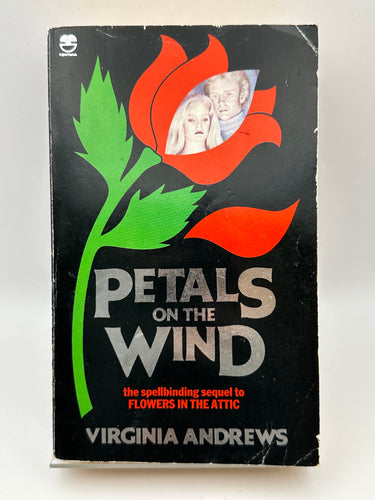 PETALS
ON THE
WIND
the spellbinding sequel to
FLOWERS IN THE ATTIC
VIRGINIA ANDREWS